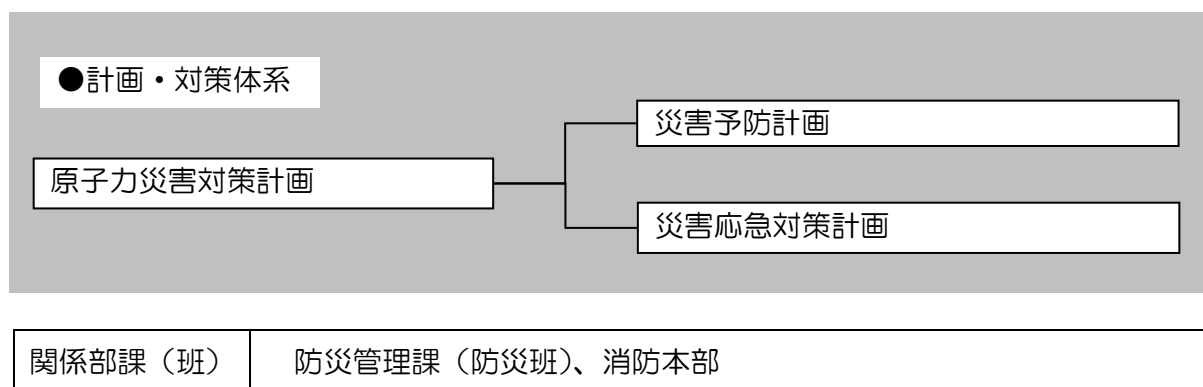 ●計画・対策体系
災害予防計画
原子力災害対策計画
災害応急対策計画
関係部課（班） 防災管理課（防災班）、消防本部